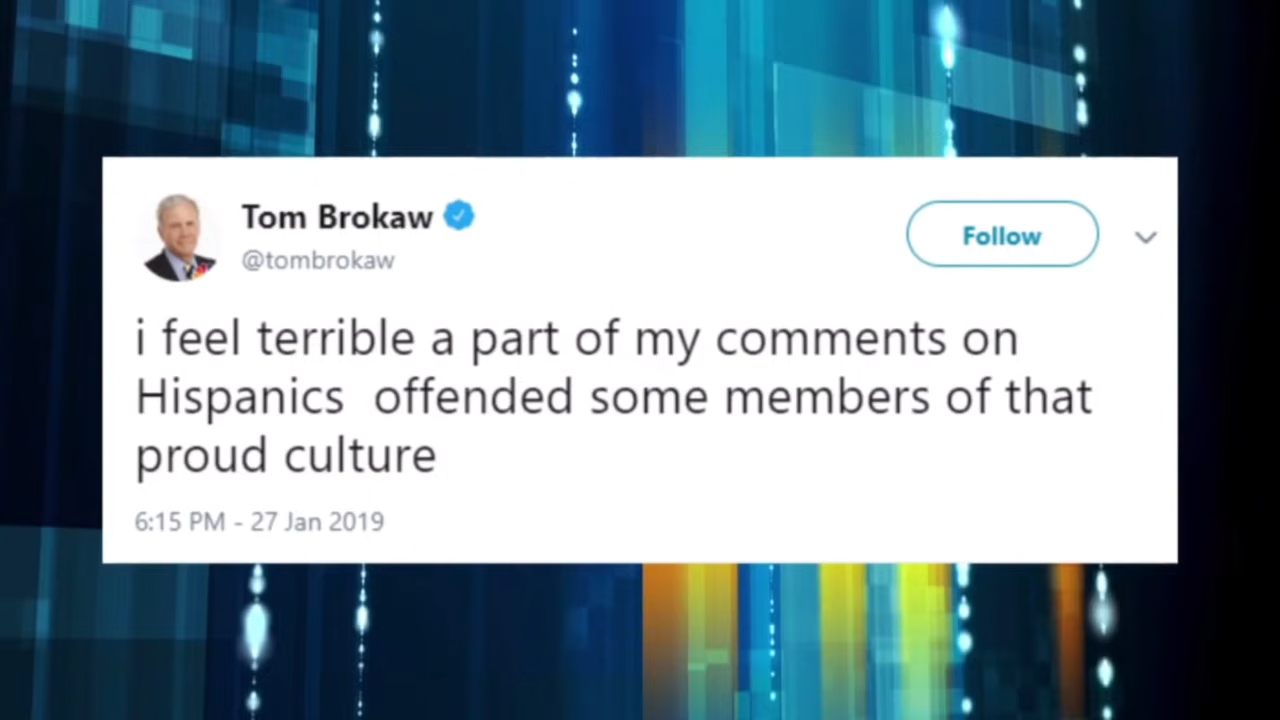 Tom Brokaw
@tombrokaw
Follow
i feel terrible a part of my comments on
Hispanics  offended some members of that
proud culture
6:15 PM - 27 Jan 2019